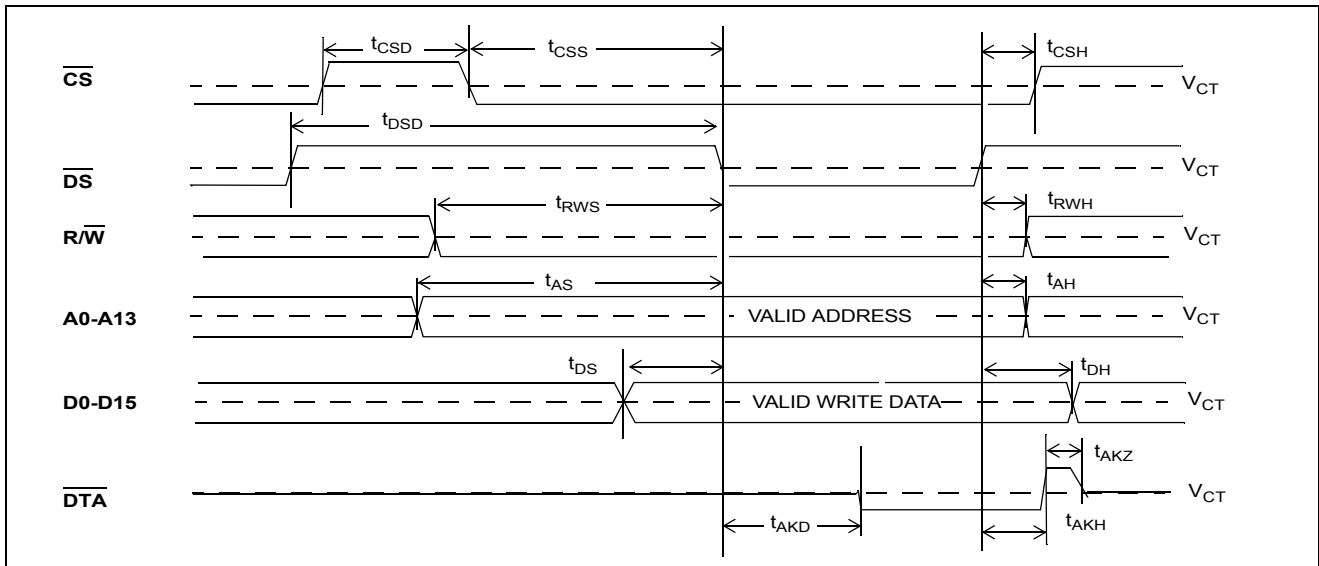 tCSD tCSS tCSH
CS VCT
tDSD
DS VCT
tRWS tRWH
R/W VCT
tAS tAH
A0-A13 VALID ADDRESS VCT
tDS tDH
D0-D15 VALID WRITE DATA VCT
tAKZ
DTA VCT
tAKD tAKH